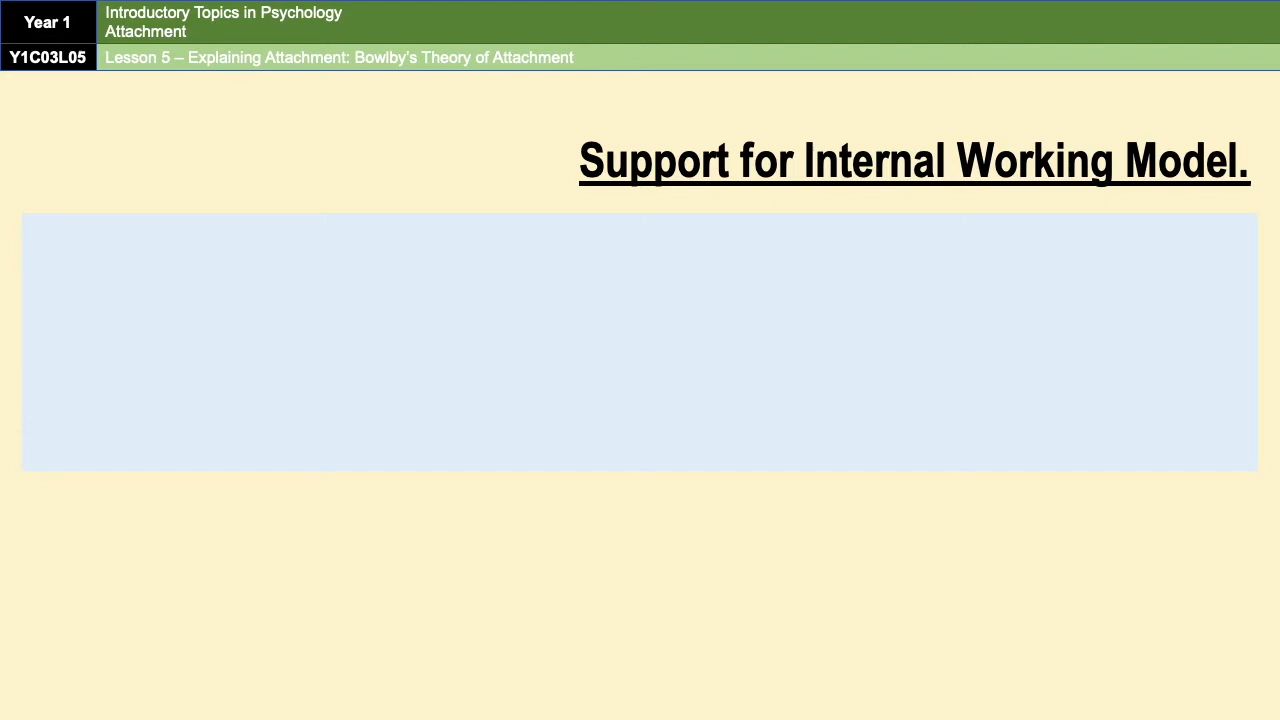 Year 1
Introductory Topics in Psychology
Attachment
Y1C03L05
Lesson 5 – Explaining Attachment: Bowlby’s Theory of Attachment
Support for Internal Working Model.